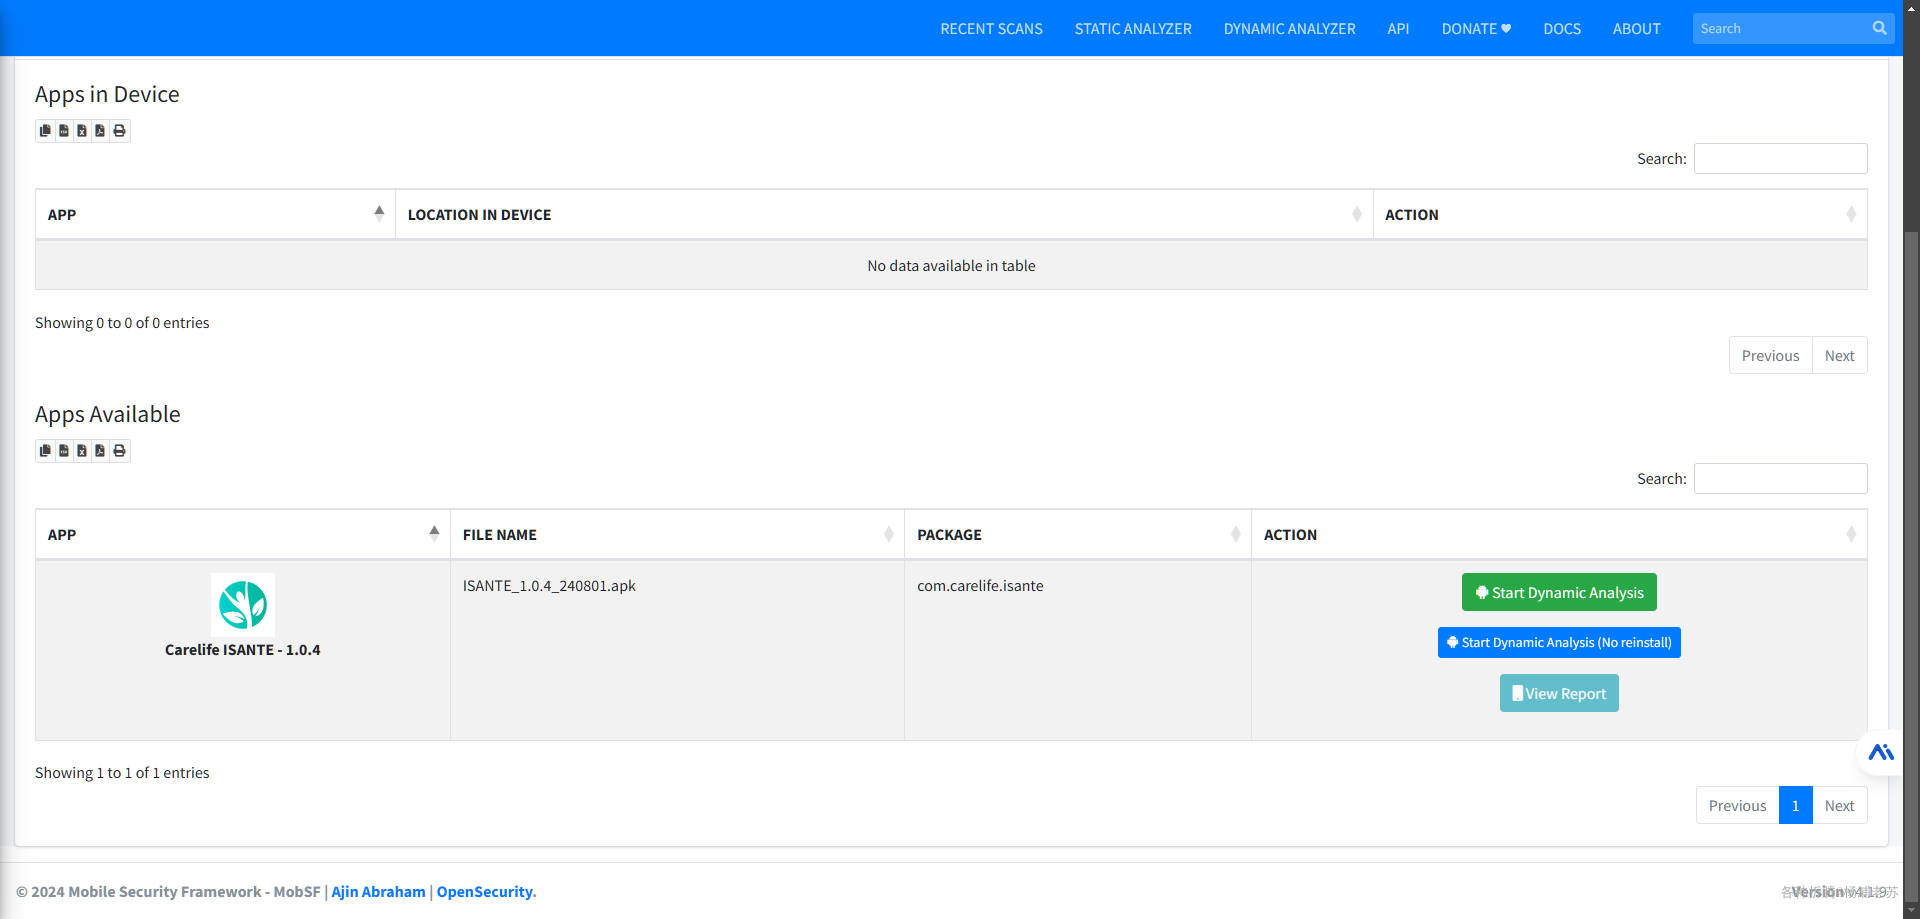 RECENT SCANS STATIC ANALYZER DYNAMIC ANALYZER API DONATE DOCS ABOUT Search
Apps in Device
Search:
APP LOCATION IN DEVICE ACTION
No data available in table
Showing 0 to 0 of 0 entries
Previous Next
Apps Available
Search:
APP FILE NAME PACKAGE ACTION
ISANTE_1.0.4_240801.apk com.carelife.isante Start Dynamic Analysis
Start Dynamic Analysis (No reinstall)
Carelife ISANTE - 1.0.4
View Report
Showing 1 to 1 of 1 entries
Previous 1 Next
© 2024 Mobile Security Framework - MobSF | Ajin Abraham | OpenSecurity.
Version